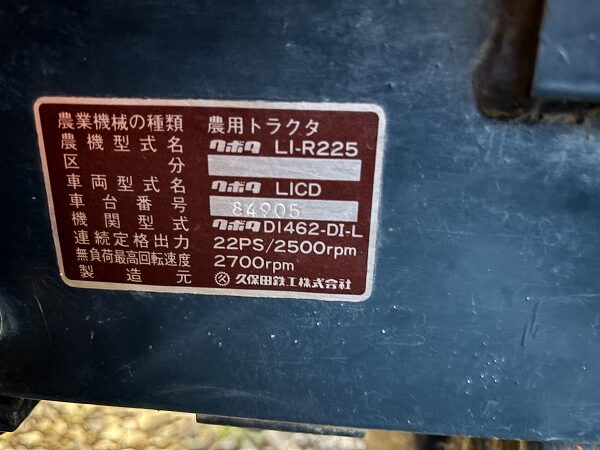 農業機械の種類 農用トラクタ
農機型式名 クボタ LI-R225
区分
車両型式名 クボタ LICD
車台番号 84905
機関型式 クボタ DI462-DI-L
連続定格出力 22PS/2500rpm
無負荷最高回転速度 2700rpm
製造元 久保田鉄工株式会社